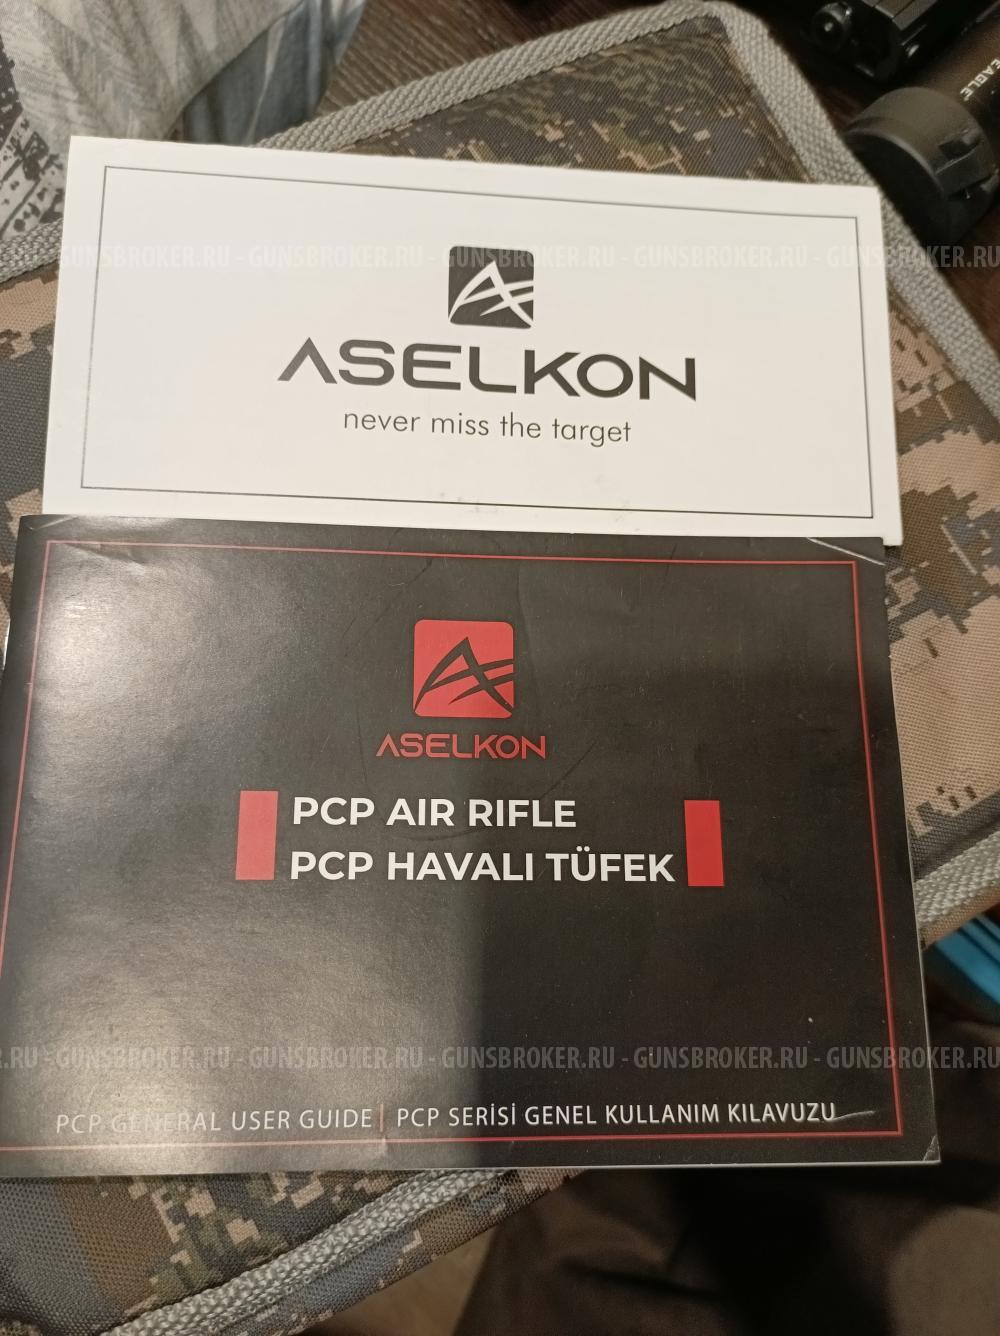 EAGLE
GUNSBROKER.RU - GUNSBROKER.RU - GUNSBROKER.RU - GUNSBROKER.RU - GUNSBROKER.RU
ASELKON
never miss the target
ASELKON
PCP AIR RIFLE
PCP HAVALI TÜFEK
.RU - GUNSBROKER.RU - GUNSBROKER.RU - GUNSBROKER.RU - GUNSBROKER.RU - GUNSBROKER.RU
PCP GENERAL USER GUIDE | PCP SERİSİ GENEL KULLANIM KILAVUZU